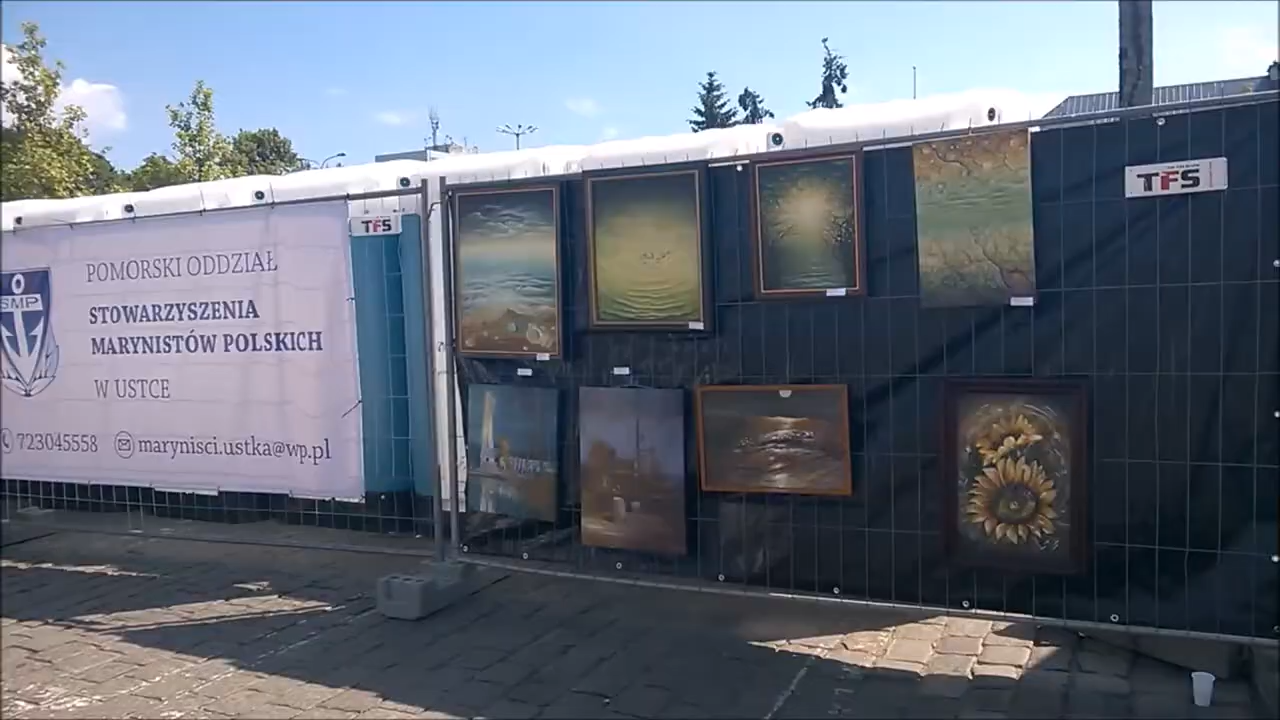 SMP
POMORSKI ODDZIAŁ
STOWARZYSZENIA
MARYNISTÓW POLSKICH
W USTCE
723045558 marynisci.ustka@wp.pl
TFS
TFS